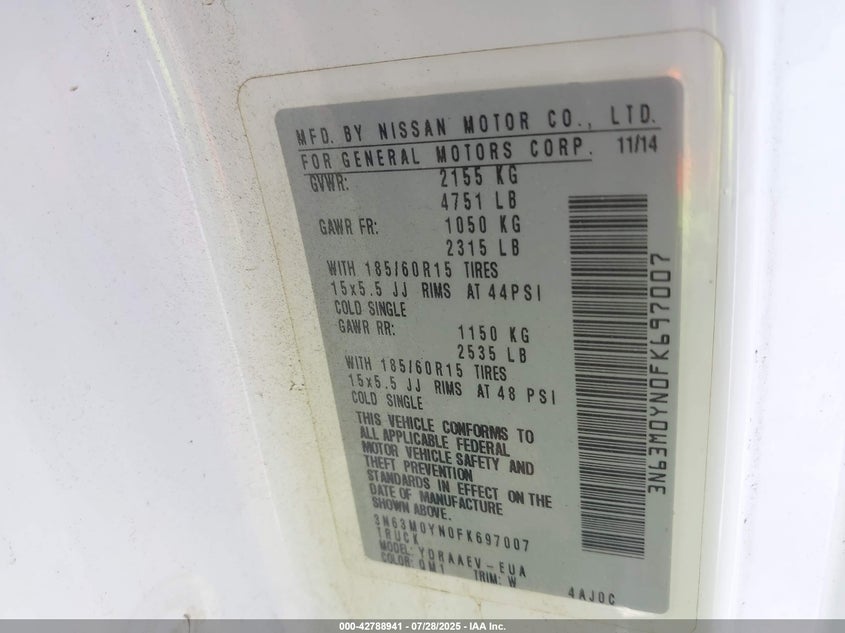 MFD. BY NISSAN MOTOR CO., LTD.
FOR GENERAL MOTORS CORP. 11/14
GVWR: 2155 KG
4751 LB
GAWR FR: 1050 KG
2315 LB
WITH 185/60R15 TIRES
15x5.5 JJ RIMS AT 44PSI
COLD SINGLE
GAWR RR: 1150 KG
2535 LB
WITH 185/60R15 TIRES
15x5.5 JJ RIMS AT 48 PSI
COLD SINGLE
THIS VEHICLE CONFORMS TO
ALL APPLICABLE FEDERAL
MOTOR VEHICLE SAFETY AND
THEFT PREVENTION
STANDARDS IN EFFECT ON THE
DATE OF MANUFACTURE
SHOWN ABOVE.
3N63M0YN0FK697007
TRUCK
MODEL: YDRAAEV-EUA
COLOR: QM1 TRIM: W
4AJ0C
3N63M0YN0FK697007
000-42788941 / 07/28/2025 - IAA Inc.